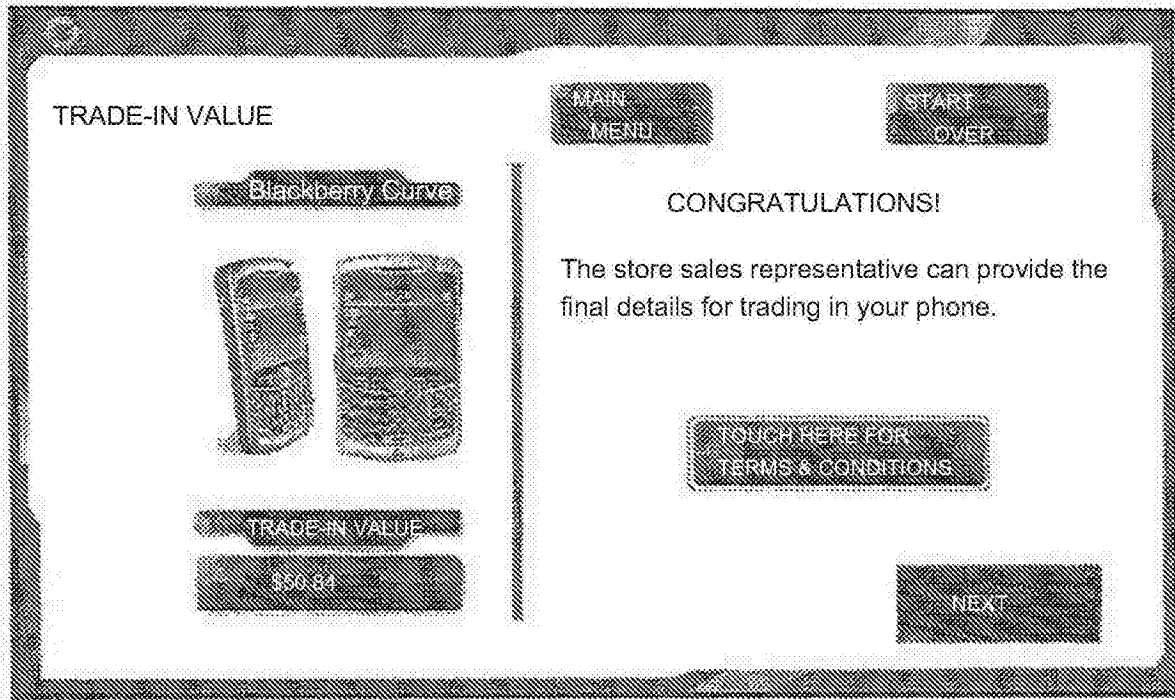 TRADE-IN VALUE
Blackberry Curve
TRADE-IN VALUE
$50.84
MAIN
MENU
START
OVER
CONGRATULATIONS!
The store sales representative can provide the
final details for trading in your phone.
TOUCH HERE FOR
TERMS & CONDITIONS
NEXT